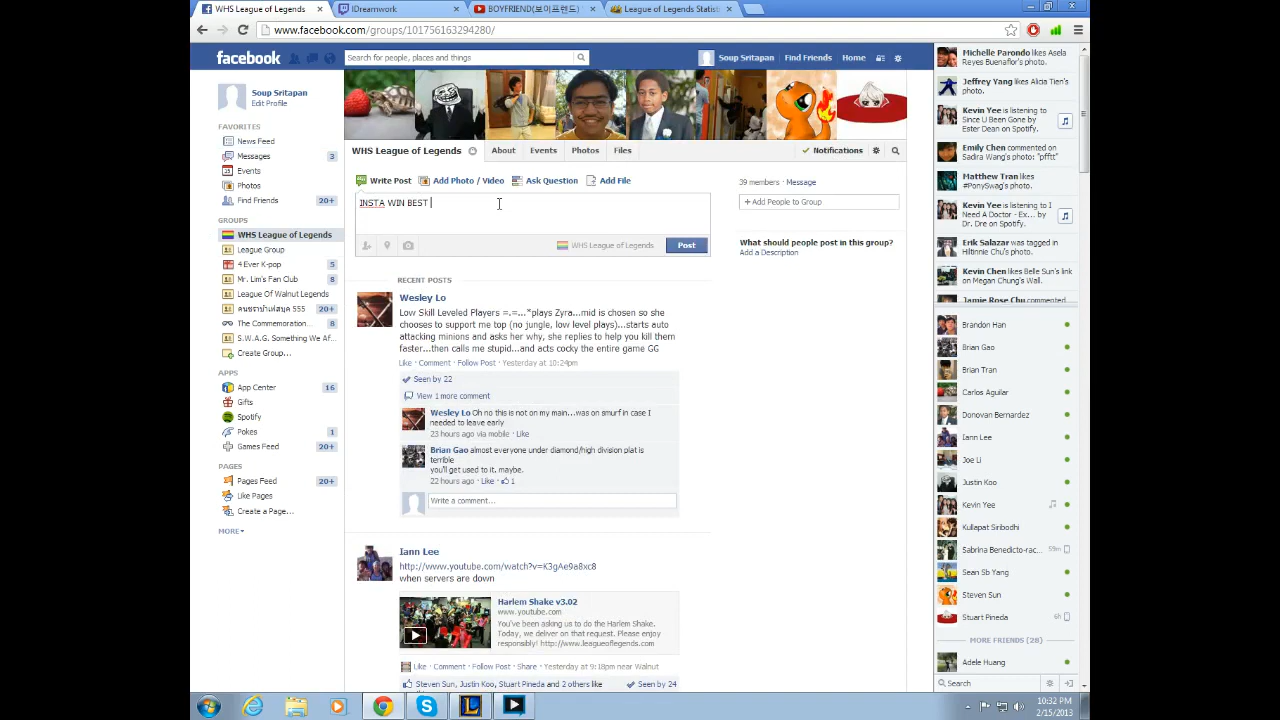 WHS League of Legends
IDreamwork
BOYFRIEND(보이프렌드)
League of Legends Statisti
www.facebook.com/groups/101756163294280/
facebook
Search for people, places and things
Soup Sritapan
Find Friends
Home
Soup Sritapan
Edit Profile
FAVORITES
News Feed
Messages
3
Events
Photos
Find Friends
20+
GROUPS
WHS League of Legends
League Group
4 Ever K-pop
5
Mr. Lim's Fan Club
8
League Of Walnut Legends
20+
The Commemoration...
8
S.W.A.G. Something We Af...
Create Group...
APPS
App Center
16
Gifts
Spotify
Pokes
1
Games Feed
20+
PAGES
Pages Feed
20+
Like Pages
Create a Page...
MORE
WHS League of Legends
About
Events
Photos
Files
Notifications
Write Post
Add Photo / Video
Ask Question
Add File
INSTA WIN BEST
WHS League of Legends
Post
39 members · Message
+ Add People to Group
What should people post in this group?
Add a Description
RECENT POSTS
Wesley Lo
Low Skill Leveled Players =.=...*plays Zyra...mid is chosen so she
chooses to support me top (no jungle, low level plays)...starts auto
attacking minions and asks her why, she replies to help you kill them
faster...then calls me stupid...and acts cocky the entire game GG
Like · Comment · Follow Post · Yesterday at 10:24pm
Seen by 22
View 1 more comment
Wesley Lo Oh no this is not on my main...was on smurf in case I
needed to leave early
23 hours ago via mobile · Like
Brian Gao almost everyone under diamond/high division plat is
terrible
you'll get used to it. maybe.
22 hours ago · Like · 1
Write a comment...
Iann Lee
http://www.youtube.com/watch?v=K3gAe9a8xc8
when servers are down
Harlem Shake v3.02
www.youtube.com
You've been asking us to do the Harlem Shake.
Today, we deliver on that request. Please enjoy
responsibly! http://www.leagueoflegends.com
Like · Comment · Follow Post · Share · Yesterday at 9:18pm near Walnut
Steven Sun, Justin Koo, Stuart Pineda and 2 others like
Seen by 24
Michelle Parondo likes Asela
Reyes Buenaflor's photo.
Jeffrey Yang likes Alicia Tien's
photo.
Kevin Yee is listening to
Since U Been Gone by
Ester Dean on Spotify.
Emily Chen commented on
Sadira Wang's photo: "pfftt"
Matthew Tran likes
#PonySwag's photo.
Kevin Yee is listening to I
Need A Doctor - Ex... by
Dr. Dre on Spotify.
Erik Salazar was tagged in
Hiltinnie Chu's photo.
Kevin Chen likes Belle Sun's link
on Megan Chung's Wall.
Jamie Rose Chu commented
Brandon Han
Brian Gao
Brian Tran
Carlos Aguilar
Donovan Bernardez
Iann Lee
Joe Li
Justin Koo
Kevin Yee
Kullapat Siribodhi
Sabrina Benedicto-rac...
59m
Sean Sb Yang
Steven Sun
Stuart Pineda
6h
MORE FRIENDS (28)
Adele Huang
Search
10:32 PM
2/15/2013